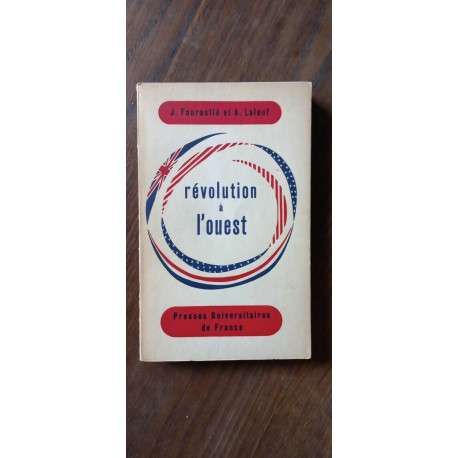 J. Fourastié et A. Laleuf
révolution
à
l'ouest
Presses Universitaires
de France